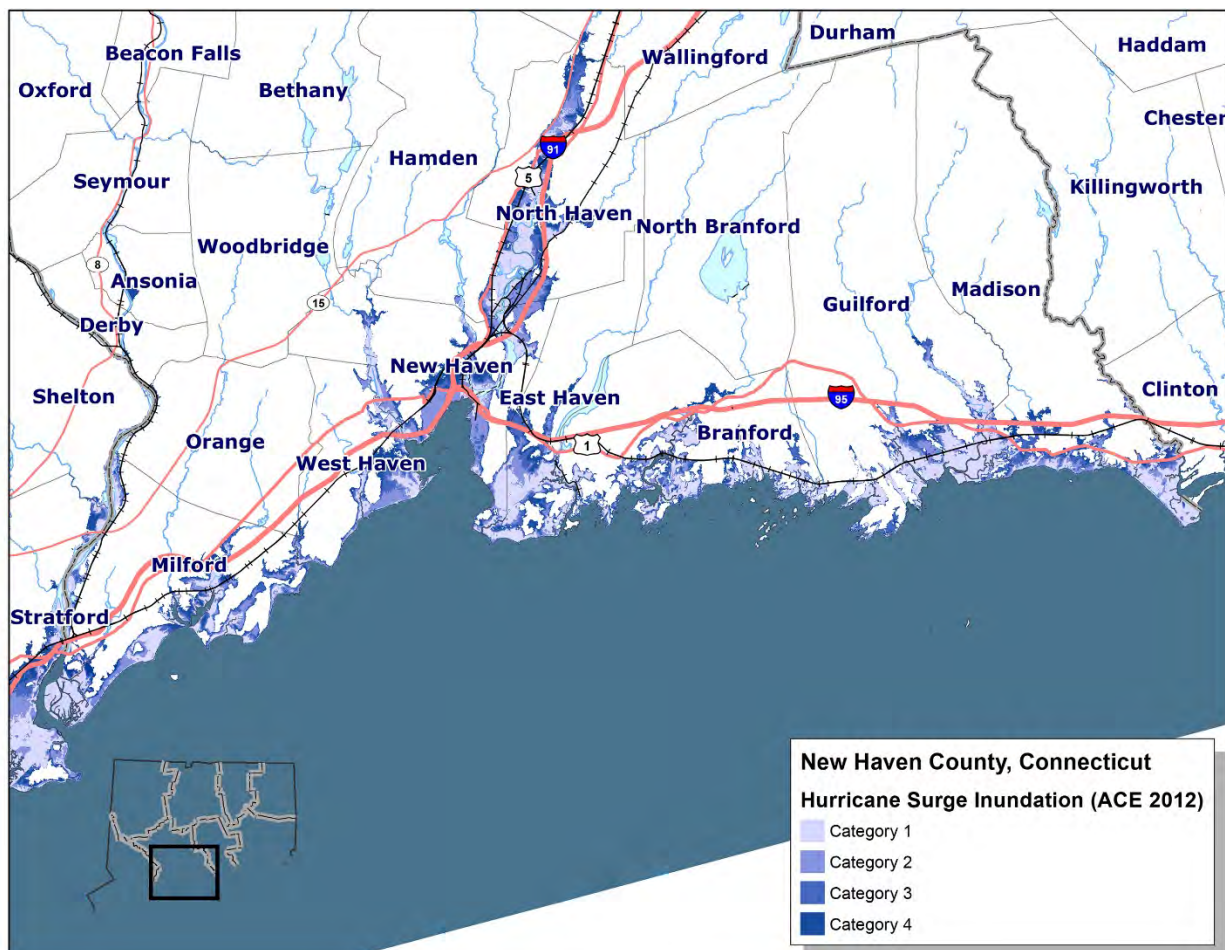 Durham
Haddam
Beacon Falls
Wallingford
Oxford
Bethany
Chester
91
Hamden
5
Seymour
Killingworth
North Haven
North Branford
Woodbridge
8
Ansonia
15
Guilford
Madison
Derby
New Haven
Shelton
East Haven
95
Clinton
Orange
1
Branford
West Haven
Milford
Stratford
New Haven County, Connecticut
Hurricane Surge Inundation (ACE 2012)
Category 1
Category 2
Category 3
Category 4